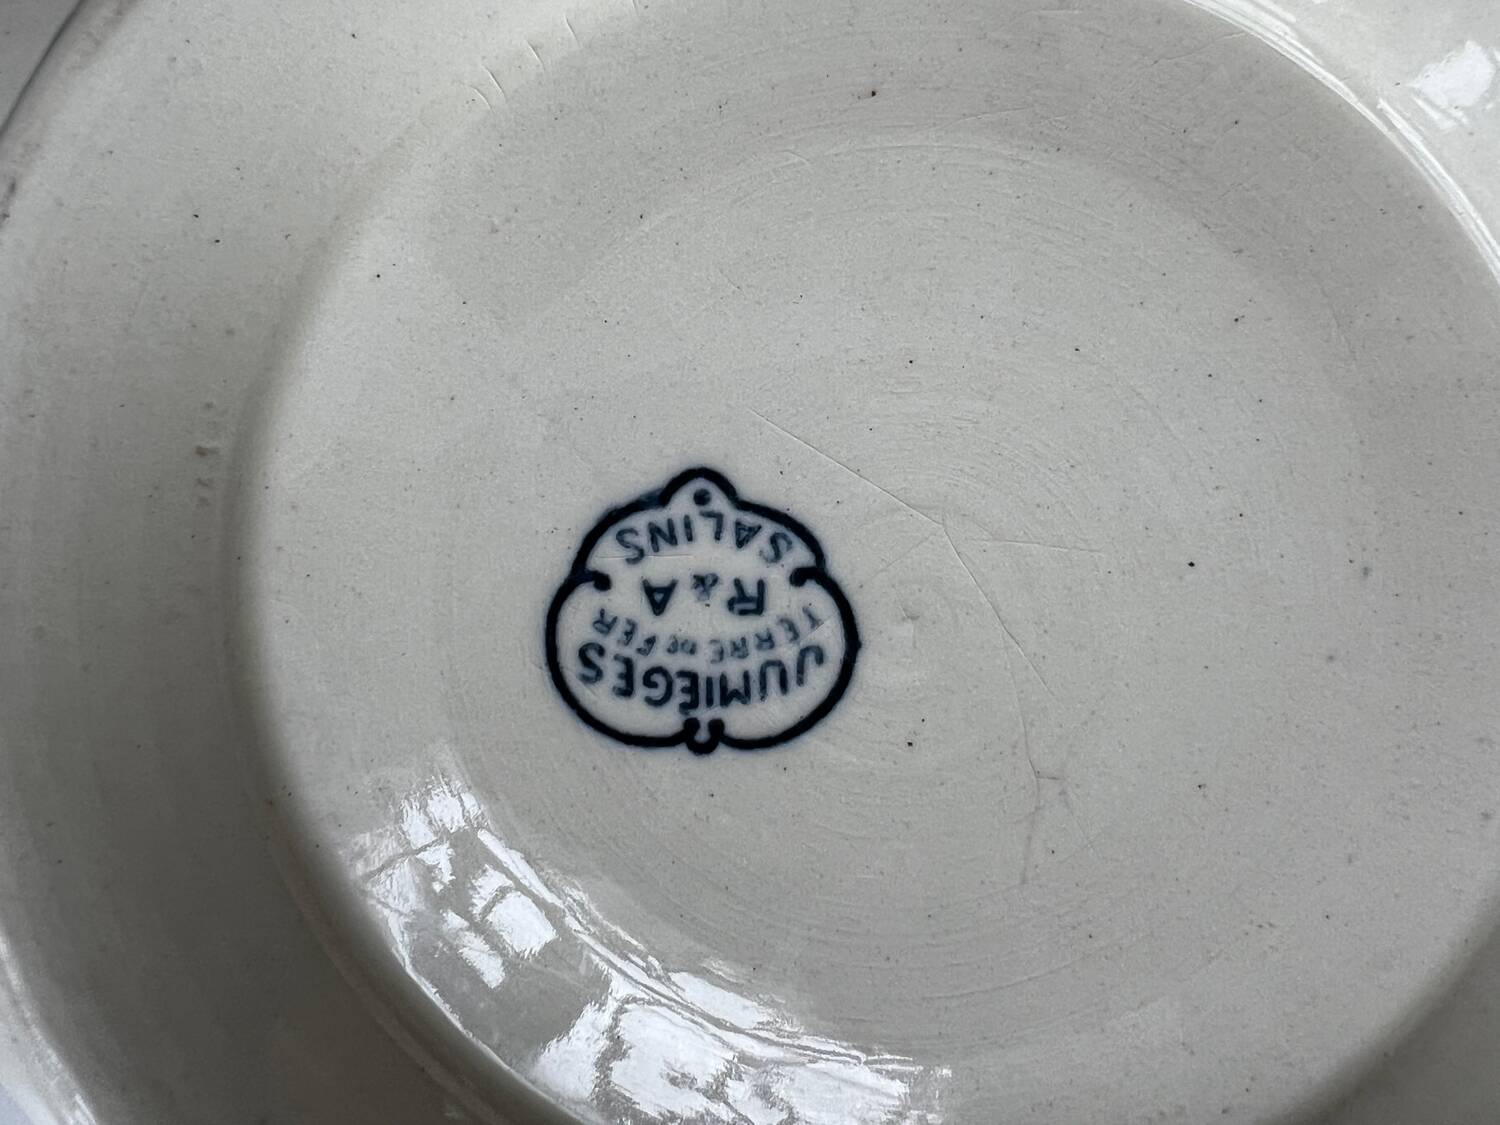 JUMIÈGES
TERRE DE FER
R & A
SALINS